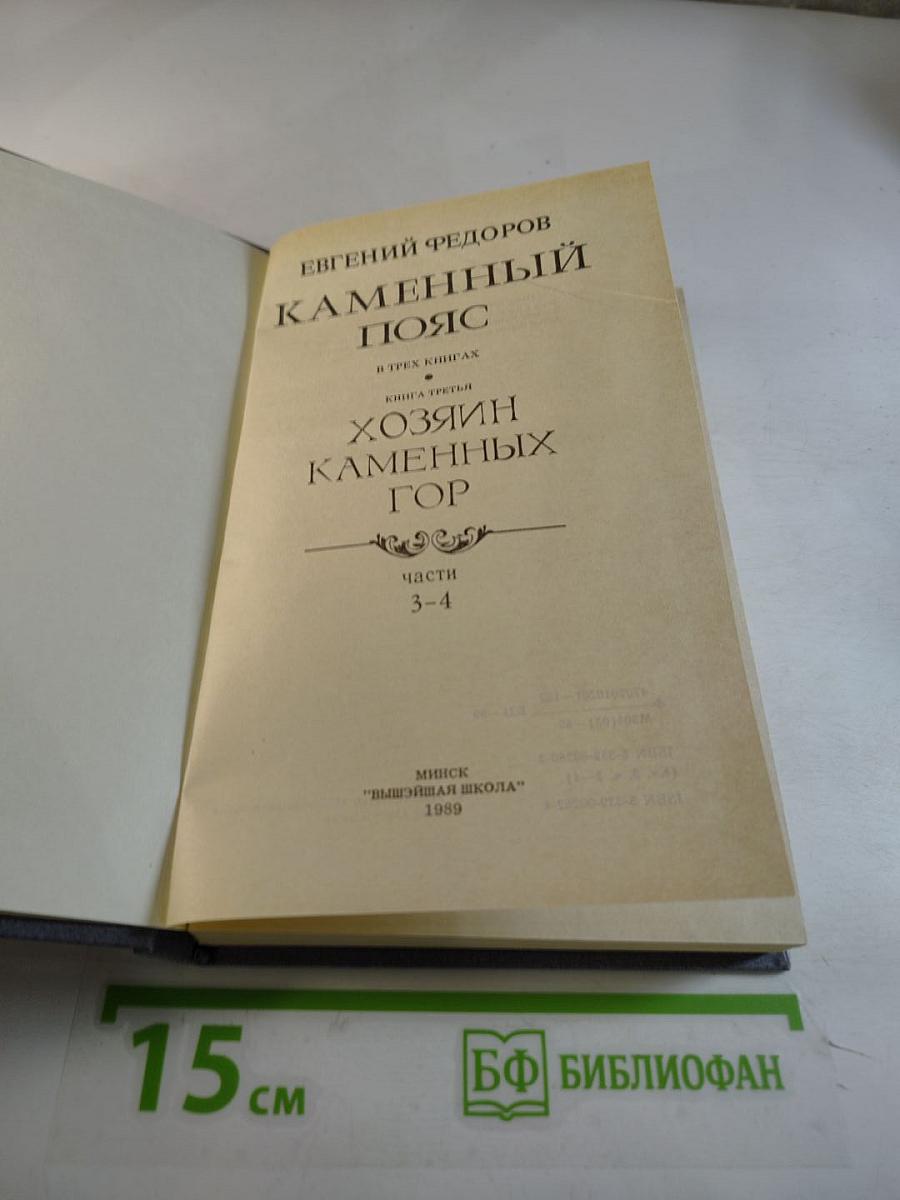 ЕВГЕНИЙ ФЕДОРОВ
КАМЕННЫЙ
ПОЯС
В ТРЕХ КНИГАХ
КНИГА ТРЕТЬЯ
ХОЗЯИН
КАМЕННЫХ
ГОР
части
3–4
МИНСК
"ВЫШЭЙШАЯ ШКОЛА"
1989
15 см
БФ БИБЛИОФАН